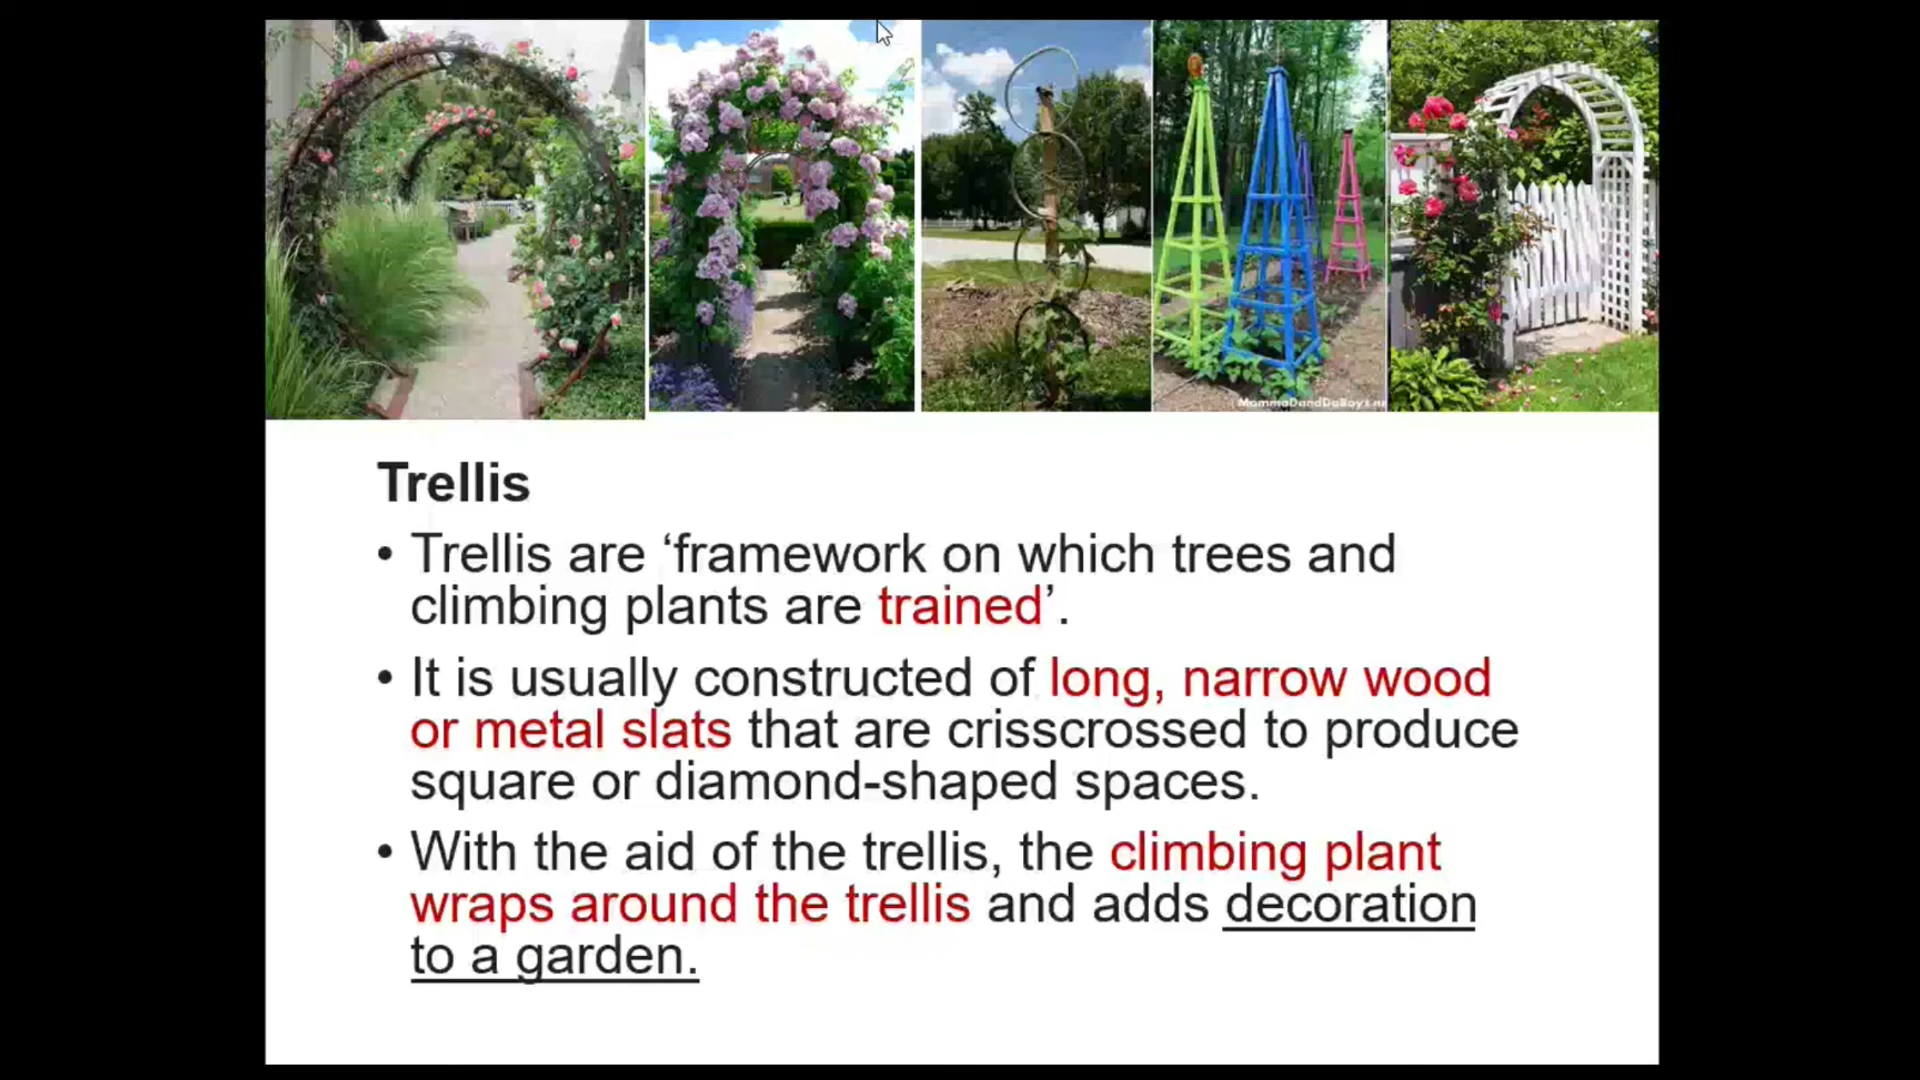 MommaDandDaBoyz.ne
Trellis
• Trellis are ‘framework on which trees and
climbing plants are trained’.
• It is usually constructed of long, narrow wood
or metal slats that are crisscrossed to produce
square or diamond-shaped spaces.
• With the aid of the trellis, the climbing plant
wraps around the trellis and adds decoration
to a garden.